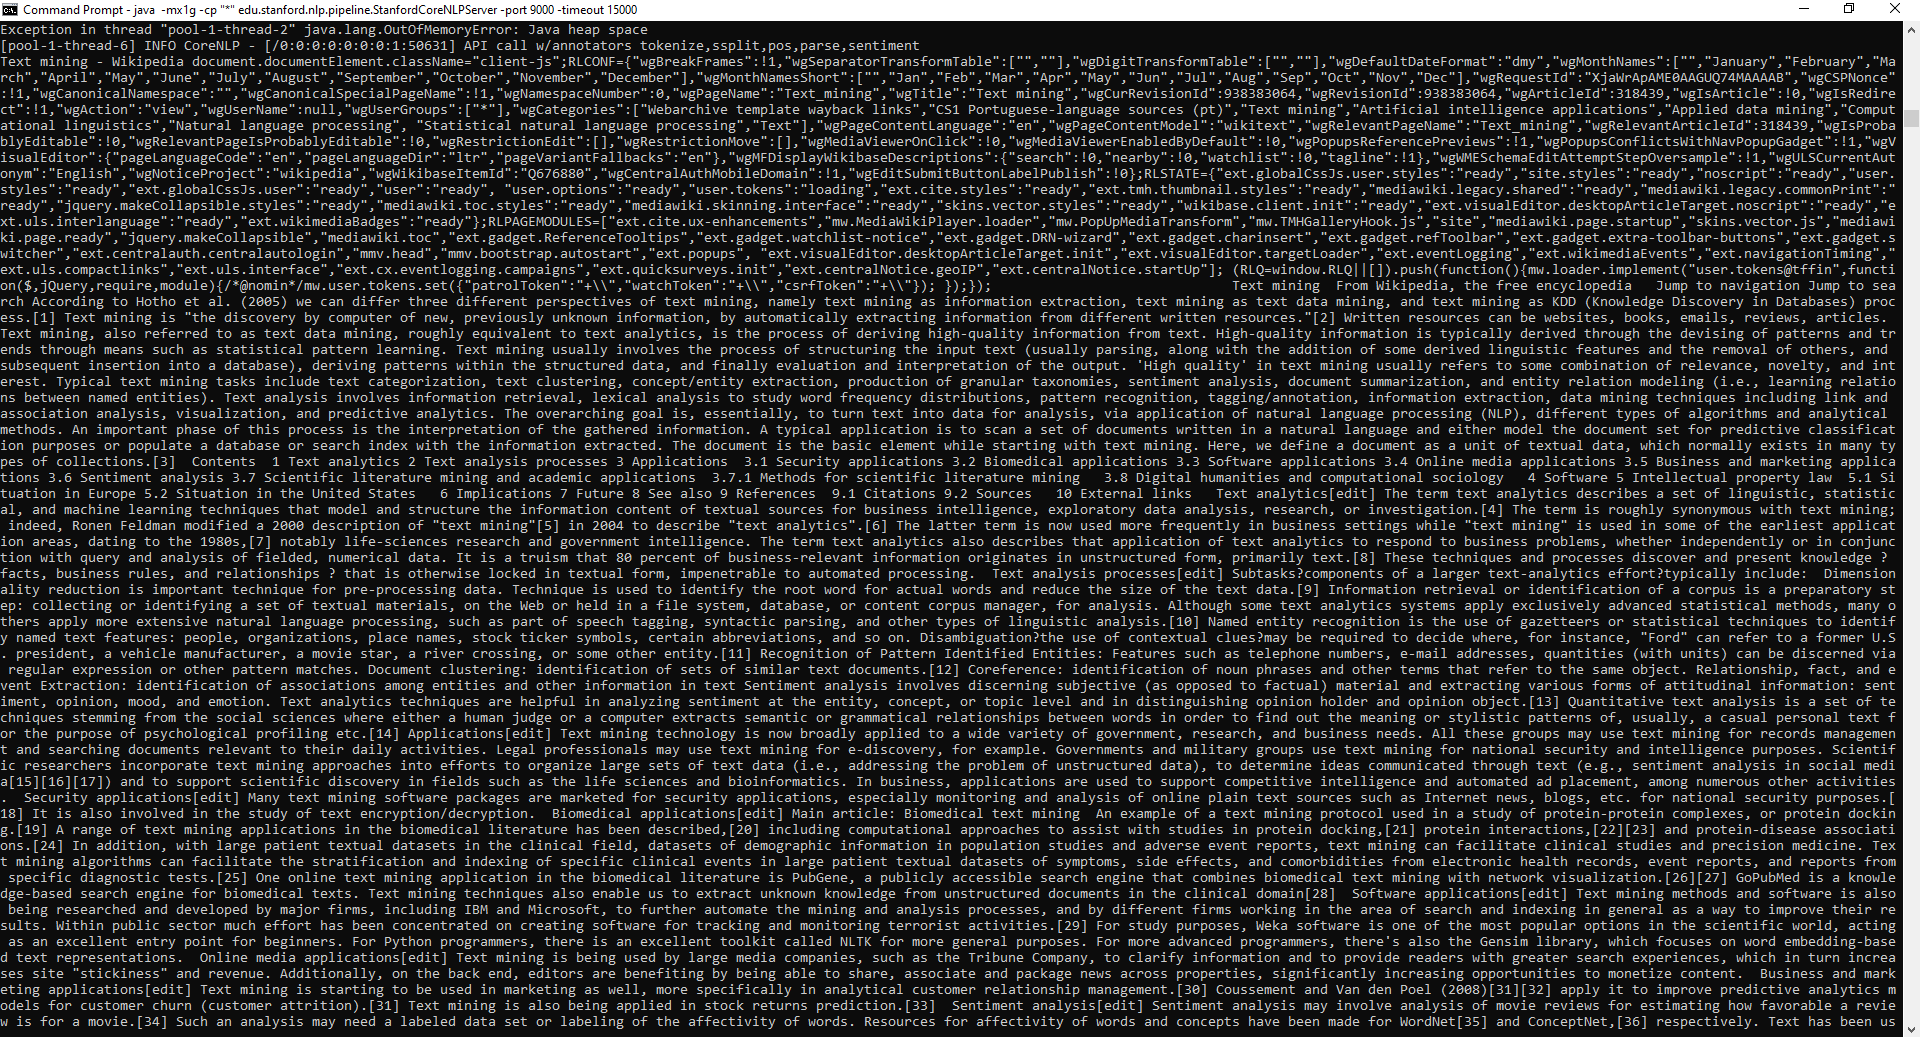 Command Prompt - java  -mx1g -cp "*" edu.stanford.nlp.pipeline.StanfordCoreNLPServer -port 9000 -timeout 15000
Exception in thread "pool-1-thread-2" java.lang.OutOfMemoryError: Java heap space
[pool-1-thread-6] INFO CoreNLP - [/0:0:0:0:0:0:0:1:50631] API call w/annotators tokenize,ssplit,pos,parse,sentiment
Text mining - Wikipedia document.documentElement.className="client-js";RLCONF={"wgBreakFrames":!1,"wgSeparatorTransformTable":["",""],"wgDigitTransformTable":["",""],"wgDefaultDateFormat":"dmy","wgMonthNames":["","January","February","Ma
rch","April","May","June","July","August","September","October","November","December"],"wgMonthNamesShort":["","Jan","Feb","Mar","Apr","May","Jun","Jul","Aug","Sep","Oct","Nov","Dec"],"wgRequestId":"XjaWrApAME0AAGUQ74MAAAAB","wgCSPNonce"
:!1,"wgCanonicalNamespace":"","wgCanonicalSpecialPageName":!1,"wgNamespaceNumber":0,"wgPageName":"Text_mining","wgTitle":"Text mining","wgCurRevisionId":938383064,"wgRevisionId":938383064,"wgArticleId":318439,"wgIsArticle":!0,"wgIsRedire
ct":!1,"wgAction":"view","wgUserName":null,"wgUserGroups":["*"],"wgCategories":["Webarchive template wayback links","CS1 Portuguese-language sources (pt)","Text mining","Artificial intelligence applications","Applied data mining","Comput
ational linguistics","Natural language processing", "Statistical natural language processing","Text"],"wgPageContentLanguage":"en","wgPageContentModel":"wikitext","wgRelevantPageName":"Text_mining","wgRelevantArticleId":318439,"wgIsProba
blyEditable":!0,"wgRelevantPageIsProbablyEditable":!0,"wgRestrictionEdit":[],"wgRestrictionMove":[],"wgMediaViewerOnClick":!0,"wgMediaViewerEnabledByDefault":!0,"wgPopupsReferencePreviews":!1,"wgPopupsConflictsWithNavPopupGadget":!1,"wgV
isualEditor":{"pageLanguageCode":"en","pageLanguageDir":"ltr","pageVariantFallbacks":"en"},"wgMFDisplayWikibaseDescriptions":{"search":!0,"nearby":!0,"watchlist":!0,"tagline":!1},"wgWMESchemaEditAttemptStepOversample":!1,"wgULSCurrentAut
onym":"English","wgNoticeProject":"wikipedia","wgWikibaseItemId":"Q676880","wgCentralAuthMobileDomain":!1,"wgEditSubmitButtonLabelPublish":!0};RLSTATE={"ext.globalCssJs.user.styles":"ready","site.styles":"ready","noscript":"ready","user.
styles":"ready","ext.globalCssJs.user":"ready","user":"ready", "user.options":"ready","user.tokens":"loading","ext.cite.styles":"ready","ext.tmh.thumbnail.styles":"ready","mediawiki.legacy.shared":"ready","mediawiki.legacy.commonPrint":"
ready","jquery.makeCollapsible.styles":"ready","mediawiki.toc.styles":"ready","mediawiki.skinning.interface":"ready","skins.vector.styles":"ready","wikibase.client.init":"ready","ext.visualEditor.desktopArticleTarget.noscript":"ready","e
xt.uls.interlanguage":"ready","ext.wikimediaBadges":"ready"};RLPAGEMODULES=["ext.cite.ux-enhancements","mw.MediaWikiPlayer.loader","mw.PopUpMediaTransform","mw.TMHGalleryHook.js","site","mediawiki.page.startup","skins.vector.js","mediawi
ki.page.ready","jquery.makeCollapsible","mediawiki.toc","ext.gadget.ReferenceTooltips","ext.gadget.watchlist-notice","ext.gadget.DRN-wizard","ext.gadget.charinsert","ext.gadget.refToolbar","ext.gadget.extra-toolbar-buttons","ext.gadget.s
witcher","ext.centralauth.centralautologin","mmv.head","mmv.bootstrap.autostart","ext.popups", "ext.visualEditor.desktopArticleTarget.init","ext.visualEditor.targetLoader","ext.eventLogging","ext.wikimediaEvents","ext.navigationTiming","
ext.uls.compactlinks","ext.uls.interface","ext.cx.eventlogging.campaigns","ext.quicksurveys.init","ext.centralNotice.geoIP","ext.centralNotice.startUp"]; (RLQ=window.RLQ||[]).push(function(){mw.loader.implement("user.tokens@tffin",functi
on($,jQuery,require,module){/*@nomin*/mw.user.tokens.set({"patrolToken":"+\\","watchToken":"+\\","csrfToken":"+\\"}); });});                              Text mining  From Wikipedia, the free encyclopedia   Jump to navigation Jump to sea
rch According to Hotho et al. (2005) we can differ three different perspectives of text mining, namely text mining as information extraction, text mining as text data mining, and text mining as KDD (Knowledge Discovery in Databases) proc
ess.[1] Text mining is "the discovery by computer of new, previously unknown information, by automatically extracting information from different written resources."[2] Written resources can be websites, books, emails, reviews, articles.
Text mining, also referred to as text data mining, roughly equivalent to text analytics, is the process of deriving high-quality information from text. High-quality information is typically derived through the devising of patterns and tr
ends through means such as statistical pattern learning. Text mining usually involves the process of structuring the input text (usually parsing, along with the addition of some derived linguistic features and the removal of others, and
subsequent insertion into a database), deriving patterns within the structured data, and finally evaluation and interpretation of the output. 'High quality' in text mining usually refers to some combination of relevance, novelty, and int
erest. Typical text mining tasks include text categorization, text clustering, concept/entity extraction, production of granular taxonomies, sentiment analysis, document summarization, and entity relation modeling (i.e., learning relatio
ns between named entities). Text analysis involves information retrieval, lexical analysis to study word frequency distributions, pattern recognition, tagging/annotation, information extraction, data mining techniques including link and
association analysis, visualization, and predictive analytics. The overarching goal is, essentially, to turn text into data for analysis, via application of natural language processing (NLP), different types of algorithms and analytical
methods. An important phase of this process is the interpretation of the gathered information. A typical application is to scan a set of documents written in a natural language and either model the document set for predictive classificat
ion purposes or populate a database or search index with the information extracted. The document is the basic element while starting with text mining. Here, we define a document as a unit of textual data, which normally exists in many ty
pes of collections.[3]  Contents  1 Text analytics 2 Text analysis processes 3 Applications  3.1 Security applications 3.2 Biomedical applications 3.3 Software applications 3.4 Online media applications 3.5 Business and marketing applica
tions 3.6 Sentiment analysis 3.7 Scientific literature mining and academic applications  3.7.1 Methods for scientific literature mining   3.8 Digital humanities and computational sociology   4 Software 5 Intellectual property law  5.1 Si
tuation in Europe 5.2 Situation in the United States   6 Implications 7 Future 8 See also 9 References  9.1 Citations 9.2 Sources   10 External links   Text analytics[edit] The term text analytics describes a set of linguistic, statistic
al, and machine learning techniques that model and structure the information content of textual sources for business intelligence, exploratory data analysis, research, or investigation.[4] The term is roughly synonymous with text mining;
indeed, Ronen Feldman modified a 2000 description of "text mining"[5] in 2004 to describe "text analytics".[6] The latter term is now used more frequently in business settings while "text mining" is used in some of the earliest applicat
ion areas, dating to the 1980s,[7] notably life-sciences research and government intelligence. The term text analytics also describes that application of text analytics to respond to business problems, whether independently or in conjunc
tion with query and analysis of fielded, numerical data. It is a truism that 80 percent of business-relevant information originates in unstructured form, primarily text.[8] These techniques and processes discover and present knowledge ?
facts, business rules, and relationships ? that is otherwise locked in textual form, impenetrable to automated processing.  Text analysis processes[edit] Subtasks?components of a larger text-analytics effort?typically include:  Dimension
ality reduction is important technique for pre-processing data. Technique is used to identify the root word for actual words and reduce the size of the text data.[9] Information retrieval or identification of a corpus is a preparatory st
ep: collecting or identifying a set of textual materials, on the Web or held in a file system, database, or content corpus manager, for analysis. Although some text analytics systems apply exclusively advanced statistical methods, many o
thers apply more extensive natural language processing, such as part of speech tagging, syntactic parsing, and other types of linguistic analysis.[10] Named entity recognition is the use of gazetteers or statistical techniques to identif
y named text features: people, organizations, place names, stock ticker symbols, certain abbreviations, and so on. Disambiguation?the use of contextual clues?may be required to decide where, for instance, "Ford" can refer to a former U.S
. president, a vehicle manufacturer, a movie star, a river crossing, or some other entity.[11] Recognition of Pattern Identified Entities: Features such as telephone numbers, e-mail addresses, quantities (with units) can be discerned via
regular expression or other pattern matches. Document clustering: identification of sets of similar text documents.[12] Coreference: identification of noun phrases and other terms that refer to the same object. Relationship, fact, and e
vent Extraction: identification of associations among entities and other information in text Sentiment analysis involves discerning subjective (as opposed to factual) material and extracting various forms of attitudinal information: sent
iment, opinion, mood, and emotion. Text analytics techniques are helpful in analyzing sentiment at the entity, concept, or topic level and in distinguishing opinion holder and opinion object.[13] Quantitative text analysis is a set of te
chniques stemming from the social sciences where either a human judge or a computer extracts semantic or grammatical relationships between words in order to find out the meaning or stylistic patterns of, usually, a casual personal text f
or the purpose of psychological profiling etc.[14] Applications[edit] Text mining technology is now broadly applied to a wide variety of government, research, and business needs. All these groups may use text mining for records managemen
t and searching documents relevant to their daily activities. Legal professionals may use text mining for e-discovery, for example. Governments and military groups use text mining for national security and intelligence purposes. Scientif
ic researchers incorporate text mining approaches into efforts to organize large sets of text data (i.e., addressing the problem of unstructured data), to determine ideas communicated through text (e.g., sentiment analysis in social medi
a[15][16][17]) and to support scientific discovery in fields such as the life sciences and bioinformatics. In business, applications are used to support competitive intelligence and automated ad placement, among numerous other activities
.  Security applications[edit] Many text mining software packages are marketed for security applications, especially monitoring and analysis of online plain text sources such as Internet news, blogs, etc. for national security purposes.[
18] It is also involved in the study of text encryption/decryption.  Biomedical applications[edit] Main article: Biomedical text mining  An example of a text mining protocol used in a study of protein-protein complexes, or protein dockin
g.[19] A range of text mining applications in the biomedical literature has been described,[20] including computational approaches to assist with studies in protein docking,[21] protein interactions,[22][23] and protein-disease associati
ons.[24] In addition, with large patient textual datasets in the clinical field, datasets of demographic information in population studies and adverse event reports, text mining can facilitate clinical studies and precision medicine. Tex
t mining algorithms can facilitate the stratification and indexing of specific clinical events in large patient textual datasets of symptoms, side effects, and comorbidities from electronic health records, event reports, and reports from
specific diagnostic tests.[25] One online text mining application in the biomedical literature is PubGene, a publicly accessible search engine that combines biomedical text mining with network visualization.[26][27] GoPubMed is a knowle
dge-based search engine for biomedical texts. Text mining techniques also enable us to extract unknown knowledge from unstructured documents in the clinical domain[28]  Software applications[edit] Text mining methods and software is also
being researched and developed by major firms, including IBM and Microsoft, to further automate the mining and analysis processes, and by different firms working in the area of search and indexing in general as a way to improve their re
sults. Within public sector much effort has been concentrated on creating software for tracking and monitoring terrorist activities.[29] For study purposes, Weka software is one of the most popular options in the scientific world, acting
as an excellent entry point for beginners. For Python programmers, there is an excellent toolkit called NLTK for more general purposes. For more advanced programmers, there's also the Gensim library, which focuses on word embedding-base
d text representations.  Online media applications[edit] Text mining is being used by large media companies, such as the Tribune Company, to clarify information and to provide readers with greater search experiences, which in turn increa
ses site "stickiness" and revenue. Additionally, on the back end, editors are benefiting by being able to share, associate and package news across properties, significantly increasing opportunities to monetize content.  Business and mark
eting applications[edit] Text mining is starting to be used in marketing as well, more specifically in analytical customer relationship management.[30] Coussement and Van den Poel (2008)[31][32] apply it to improve predictive analytics m
odels for customer churn (customer attrition).[31] Text mining is also being applied in stock returns prediction.[33]  Sentiment analysis[edit] Sentiment analysis may involve analysis of movie reviews for estimating how favorable a revie
w is for a movie.[34] Such an analysis may need a labeled data set or labeling of the affectivity of words. Resources for affectivity of words and concepts have been made for WordNet[35] and ConceptNet,[36] respectively. Text has been us